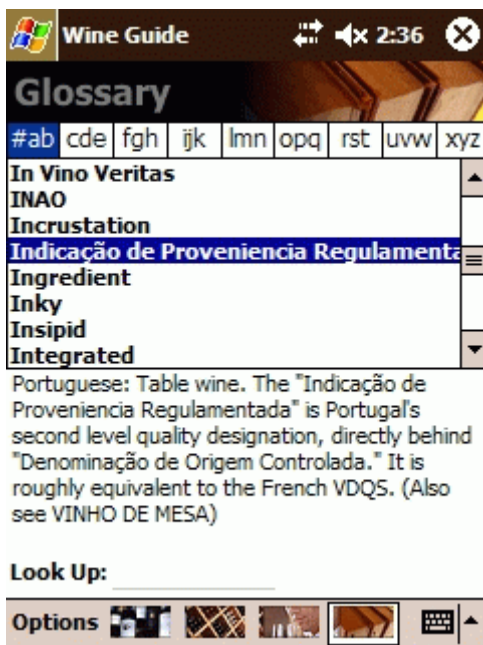 Wine Guide 2:36
Glossary
#ab cde fgh ijk lmn opq rst uvw xyz
In Vino Veritas
INAO
Incrustation
Indicação de Proveniencia Regulamenta
Ingredient
Inky
Insipid
Integrated
Portuguese: Table wine. The "Indicação de
Proveniencia Regulamentada" is Portugal's
second level quality designation, directly behind
"Denominação de Origem Controlada." It is
roughly equivalent to the French VDQS. (Also
see VINHO DE MESA)
Look Up:
Options